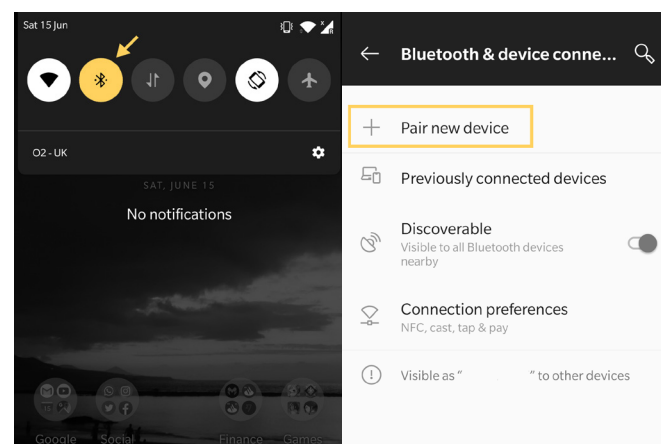 Sat 15 Jun
O2 - UK
SAT, JUNE 15
No notifications
Google Social Finance Games
Bluetooth & device conne...
Pair new device
Previously connected devices
Discoverable
Visible to all Bluetooth devices
nearby
Connection preferences
NFC, cast, tap & pay
Visible as " " to other devices